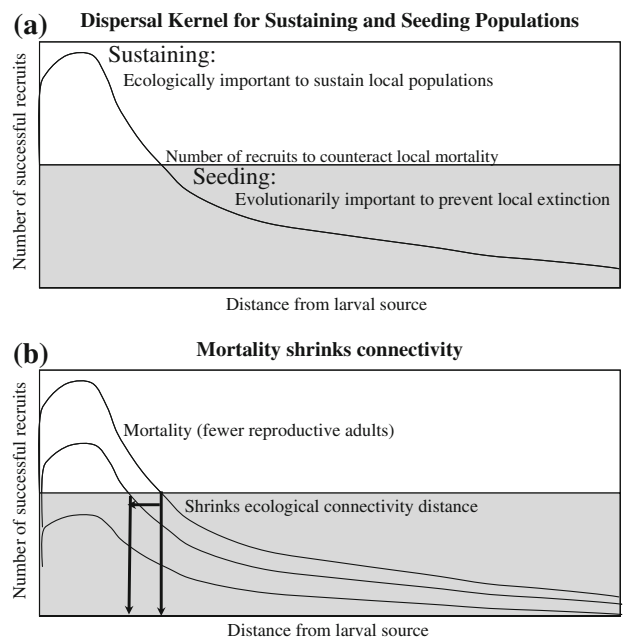 (a)
Dispersal Kernel for Sustaining and Seeding Populations
Number of successful recruits
Sustaining:
Ecologically important to sustain local populations
Number of recruits to counteract local mortality
Seeding:
Evolutionarily important to prevent local extinction
Distance from larval source
(b)
Mortality shrinks connectivity
Number of successful recruits
Mortality (fewer reproductive adults)
Shrinks ecological connectivity distance
Distance from larval source